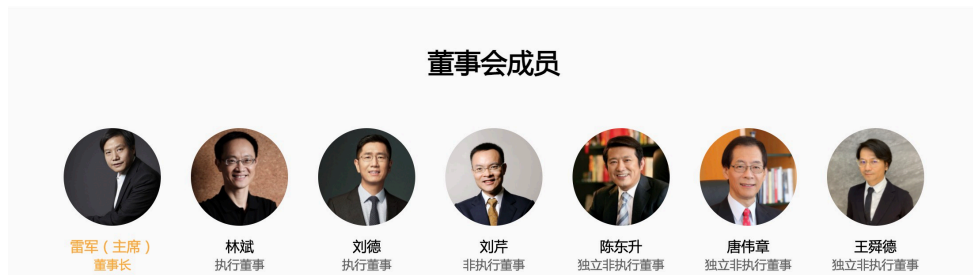 董事会成员
雷军（主席） 林斌 刘德 刘芹 陈东升 唐伟章 王舜德
董事长 执行董事 执行董事 非执行董事 独立非执行董事 独立非执行董事 独立非执行董事